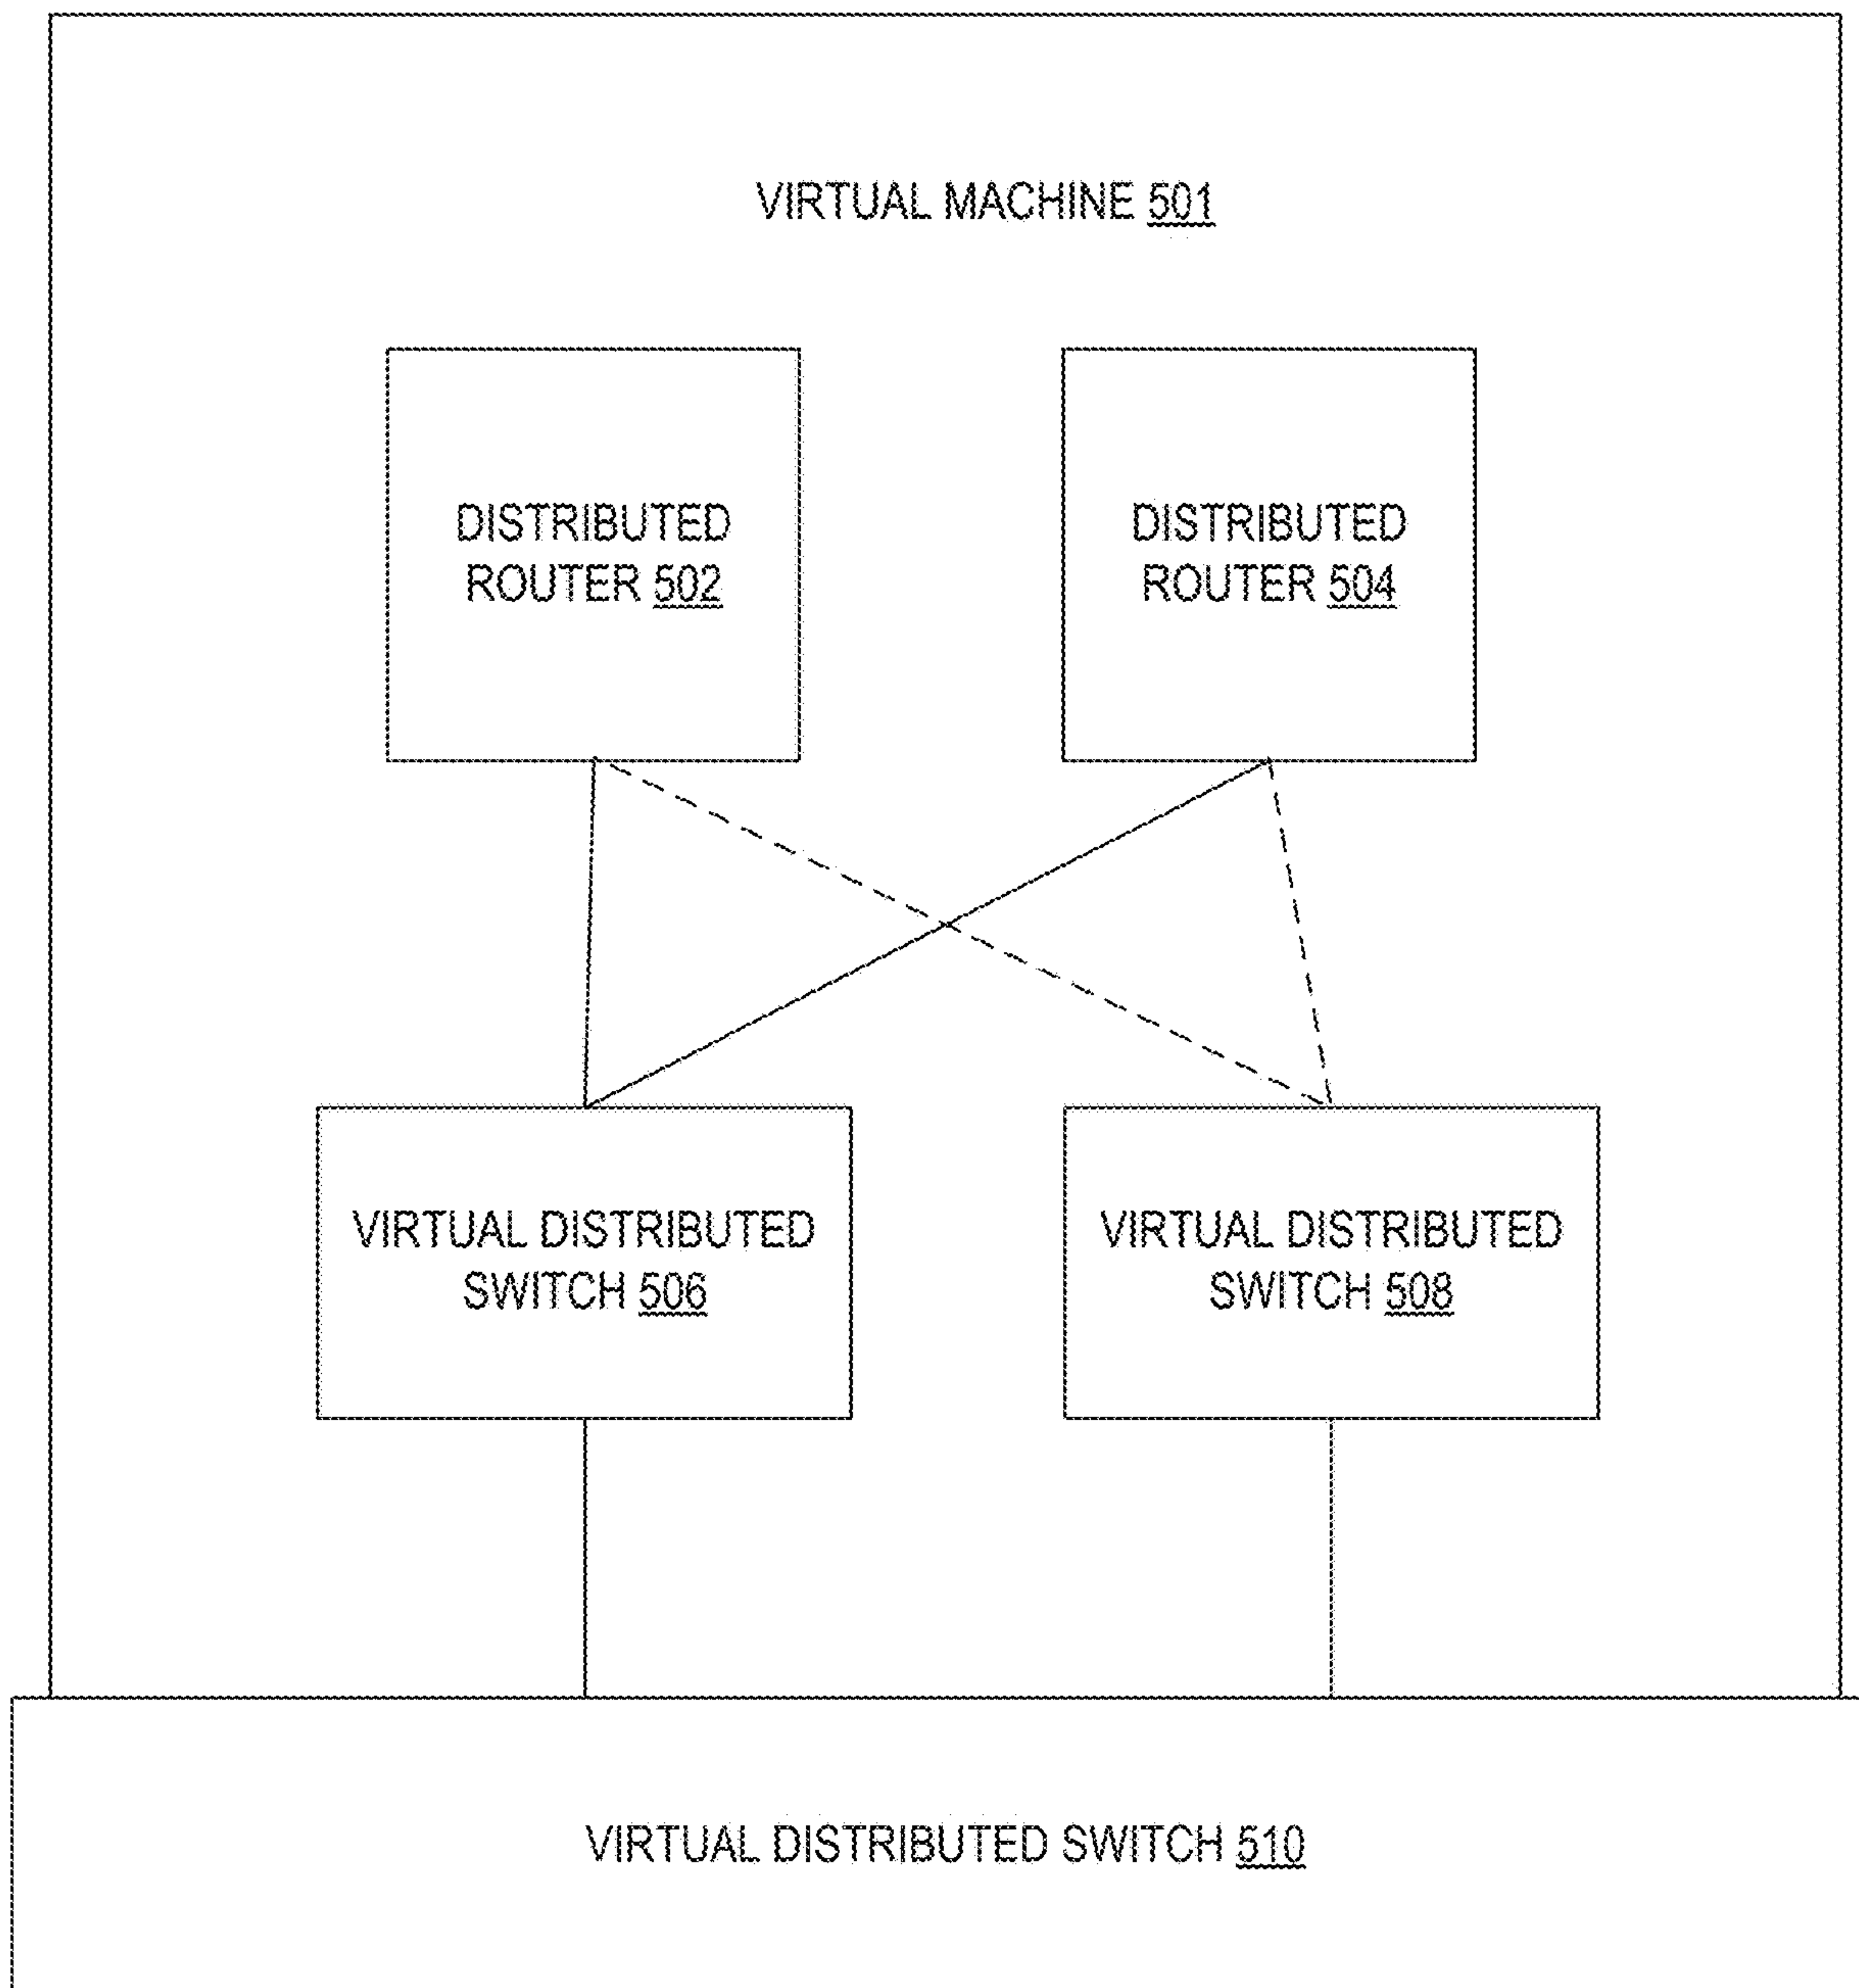 VIRTUAL MACHINE 501
DISTRIBUTED
ROUTER 502
DISTRIBUTED
ROUTER 504
VIRTUAL DISTRIBUTED
SWITCH 506
VIRTUAL DISTRIBUTED
SWITCH 508
VIRTUAL DISTRIBUTED SWITCH 510